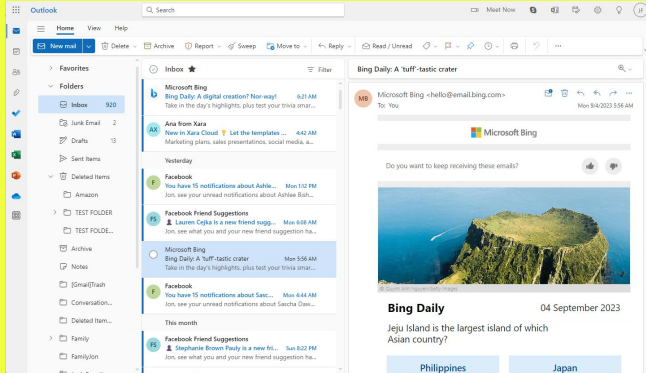 Outlook
Search
Meet Now
JF
Home View Help
New mail Delete Archive Report Sweep Move to Reply Read / Unread
Favorites
Folders
Inbox 920
Junk Email 2
Drafts 13
Sent Items
Deleted Items
Amazon
TEST FOLDER
TEST FOLDE...
Archive
Notes
[Gmail]Trash
Conversation...
Deleted Item...
Family
FamilyJon
Inbox Filter
Microsoft Bing
Bing Daily: A digital creation? Nor-way! 6:21 AM
Take in the day's highlights, plus test your trivia smar...
AX
Ana from Xara
New in Xara Cloud Let the templates ... 4:42 AM
Marketing plans, sales presentatinos, social media, a...
Yesterday
F
Facebook
You have 15 notifications about Ashle... Mon 1:12 PM
Jon, see your unread notifications about Ashlee Bish...
FS
Facebook Friend Suggestions
Lauren Cejka is a new friend sugg... Mon 6:08 AM
Jon, see what you and your new friend suggestion ha...
Microsoft Bing
Bing Daily: A 'tuff'-tastic crater Mon 5:56 AM
Take in the day's highlights, plus test your trivia smar...
F
Facebook
You have 15 notifications about Sasc... Mon 4:44 AM
Jon, see your unread notifications about Sascha Daw...
This month
FS
Facebook Friend Suggestions
Stephanie Brown Pauly is a new fri... Sun 8:22 PM
Jon, see what you and your new friend suggestion ha...
Bing Daily: A 'tuff'-tastic crater
MB
Microsoft Bing <hello@email.bing.com>
To: You
Mon 9/4/2023 5:56 AM
Microsoft Bing
Do you want to keep receiving these emails?
Bing Daily 04 September 2023
Jeju Island is the largest island of which
Asian country?
Philippines Japan